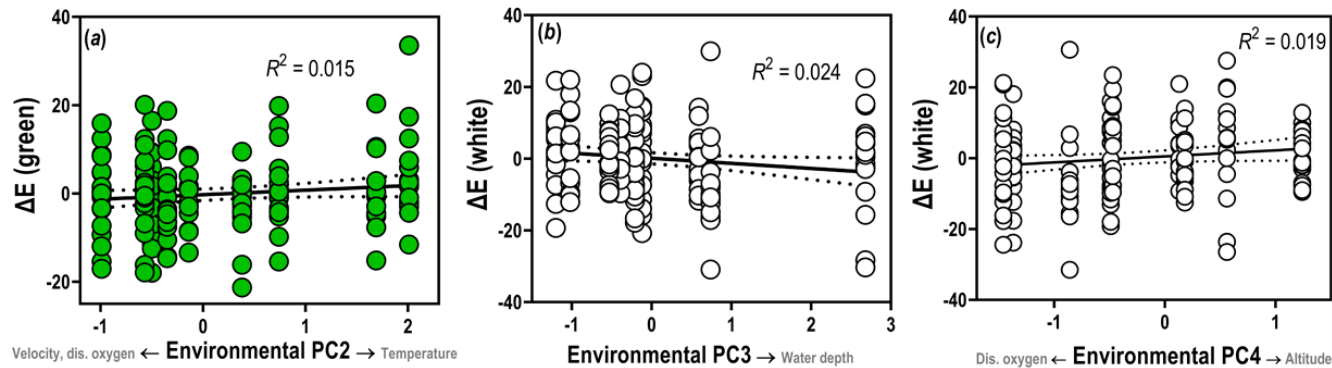 (a)
R² = 0.015
ΔE (green)
40
20
0
-20
-1
0
1
2
Velocity, dis. oxygen ← Environmental PC2 → Temperature
(b)
R² = 0.024
ΔE (white)
40
20
0
-20
-40
-1
0
1
2
3
Environmental PC3 → Water depth
(c)
R² = 0.019
ΔE (white)
40
20
0
-20
-40
-1
0
1
Dis. oxygen ← Environmental PC4 → Altitude